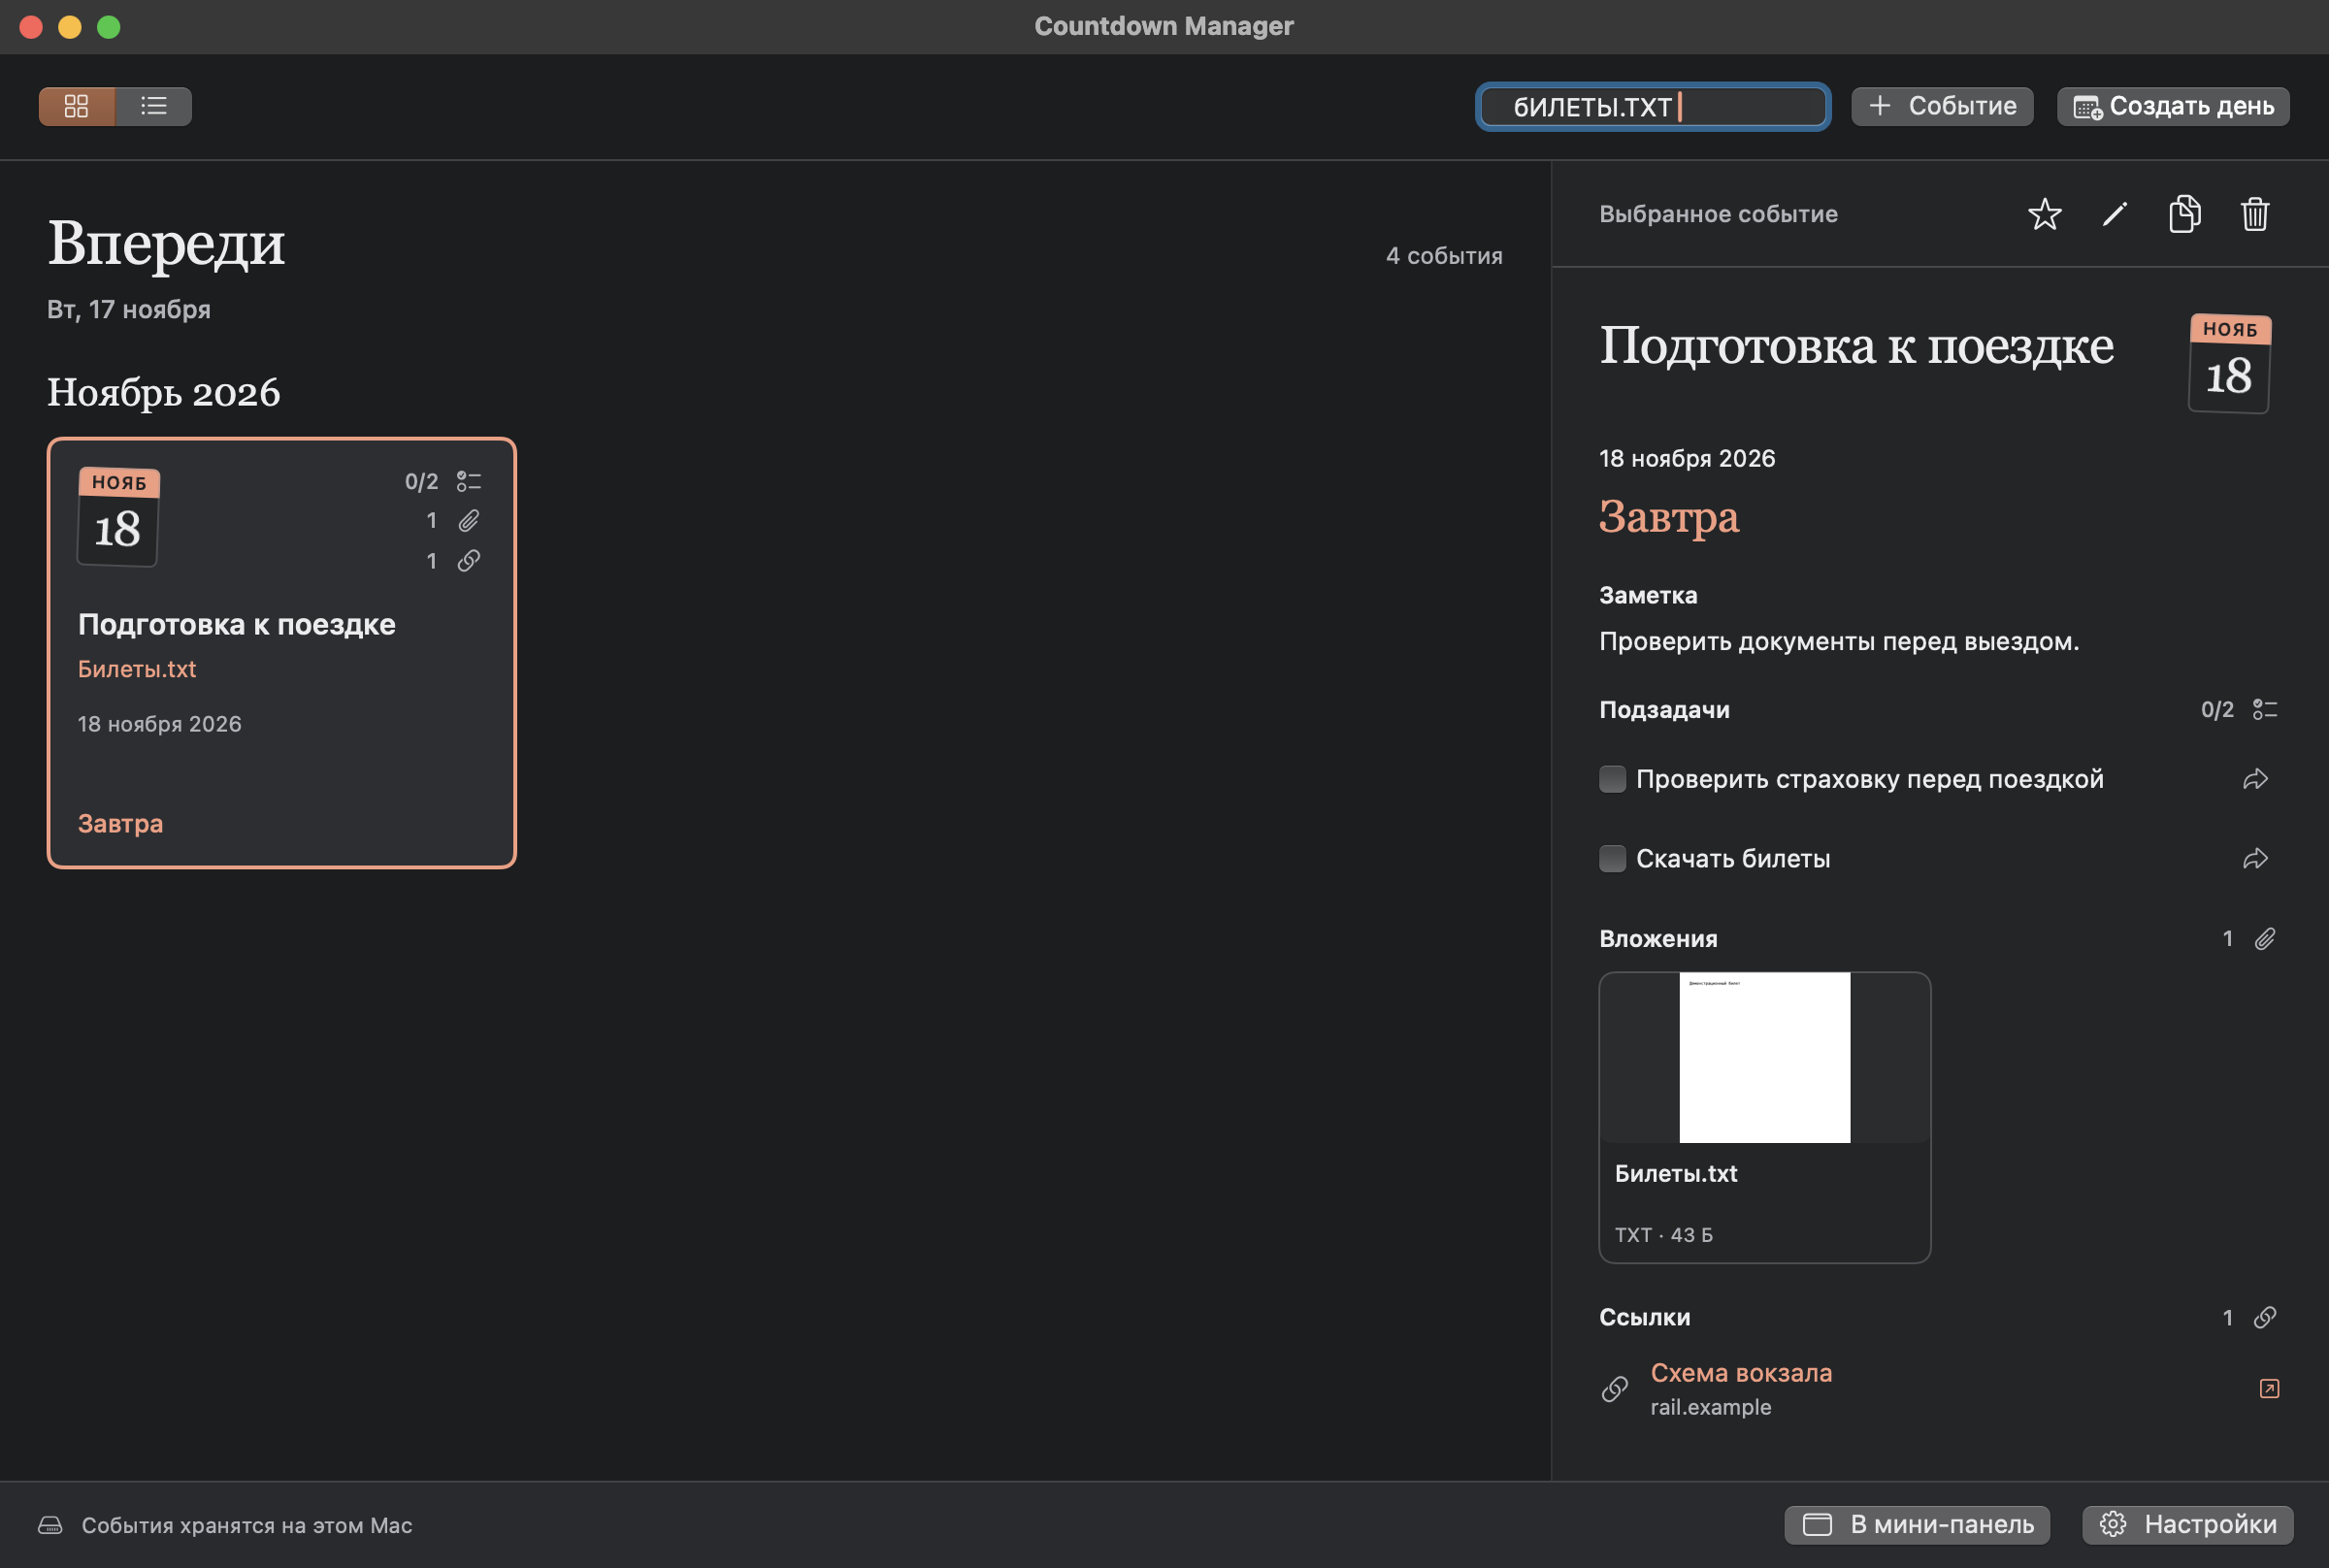 Countdown Manager
бИЛЕТЫ.ТХТ
Событие
Создать день
Впереди
4 события
Вт, 17 ноября
Ноябрь 2026
НОЯБ
18
0/2
1
1
Подготовка к поездке
Билеты.txt
18 ноября 2026
Завтра
Выбранное событие
Подготовка к поездке
НОЯБ
18
18 ноября 2026
Завтра
Заметка
Проверить документы перед выездом.
Подзадачи
0/2
Проверить страховку перед поездкой
Скачать билеты
Вложения
1
Демонстрационный билет
Билеты.txt
TXT · 43 Б
Ссылки
1
Схема вокзала
rail.example
События хранятся на этом Mac
В мини-панель
Настройки